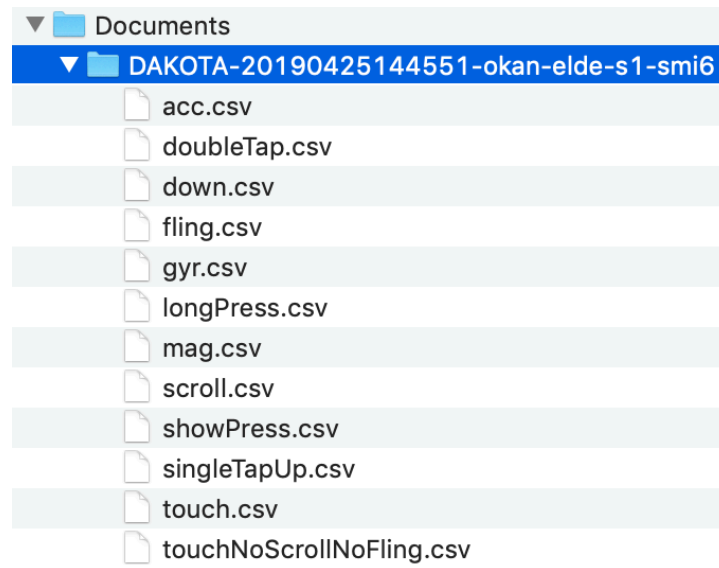 Documents
DAKOTA-20190425144551-okan-elde-s1-smi6
acc.csv
doubleTap.csv
down.csv
fling.csv
gyr.csv
longPress.csv
mag.csv
scroll.csv
showPress.csv
singleTapUp.csv
touch.csv
touchNoScrollNoFling.csv